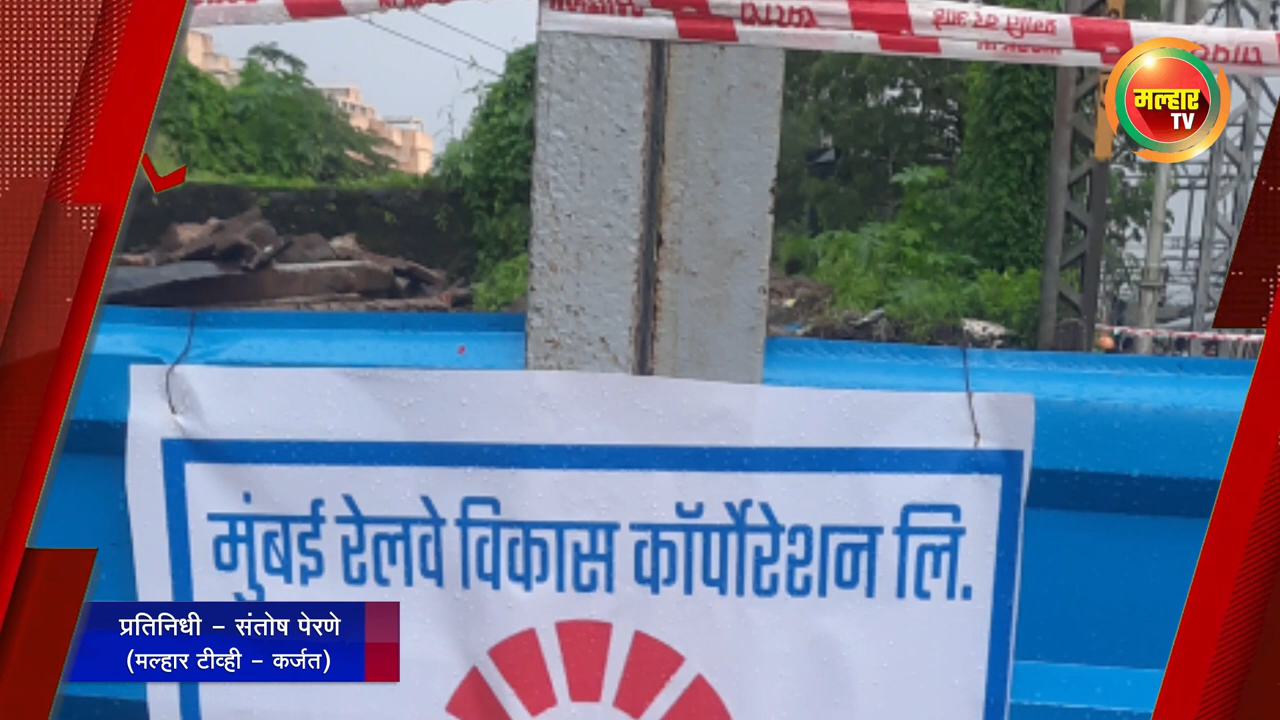 मल्हार
TV
मुंबई रेलवे विकास कॉर्पोरेशन लि.
प्रतिनिधी – संतोष पेरणे
(मल्हार टीव्ही – कर्जत)